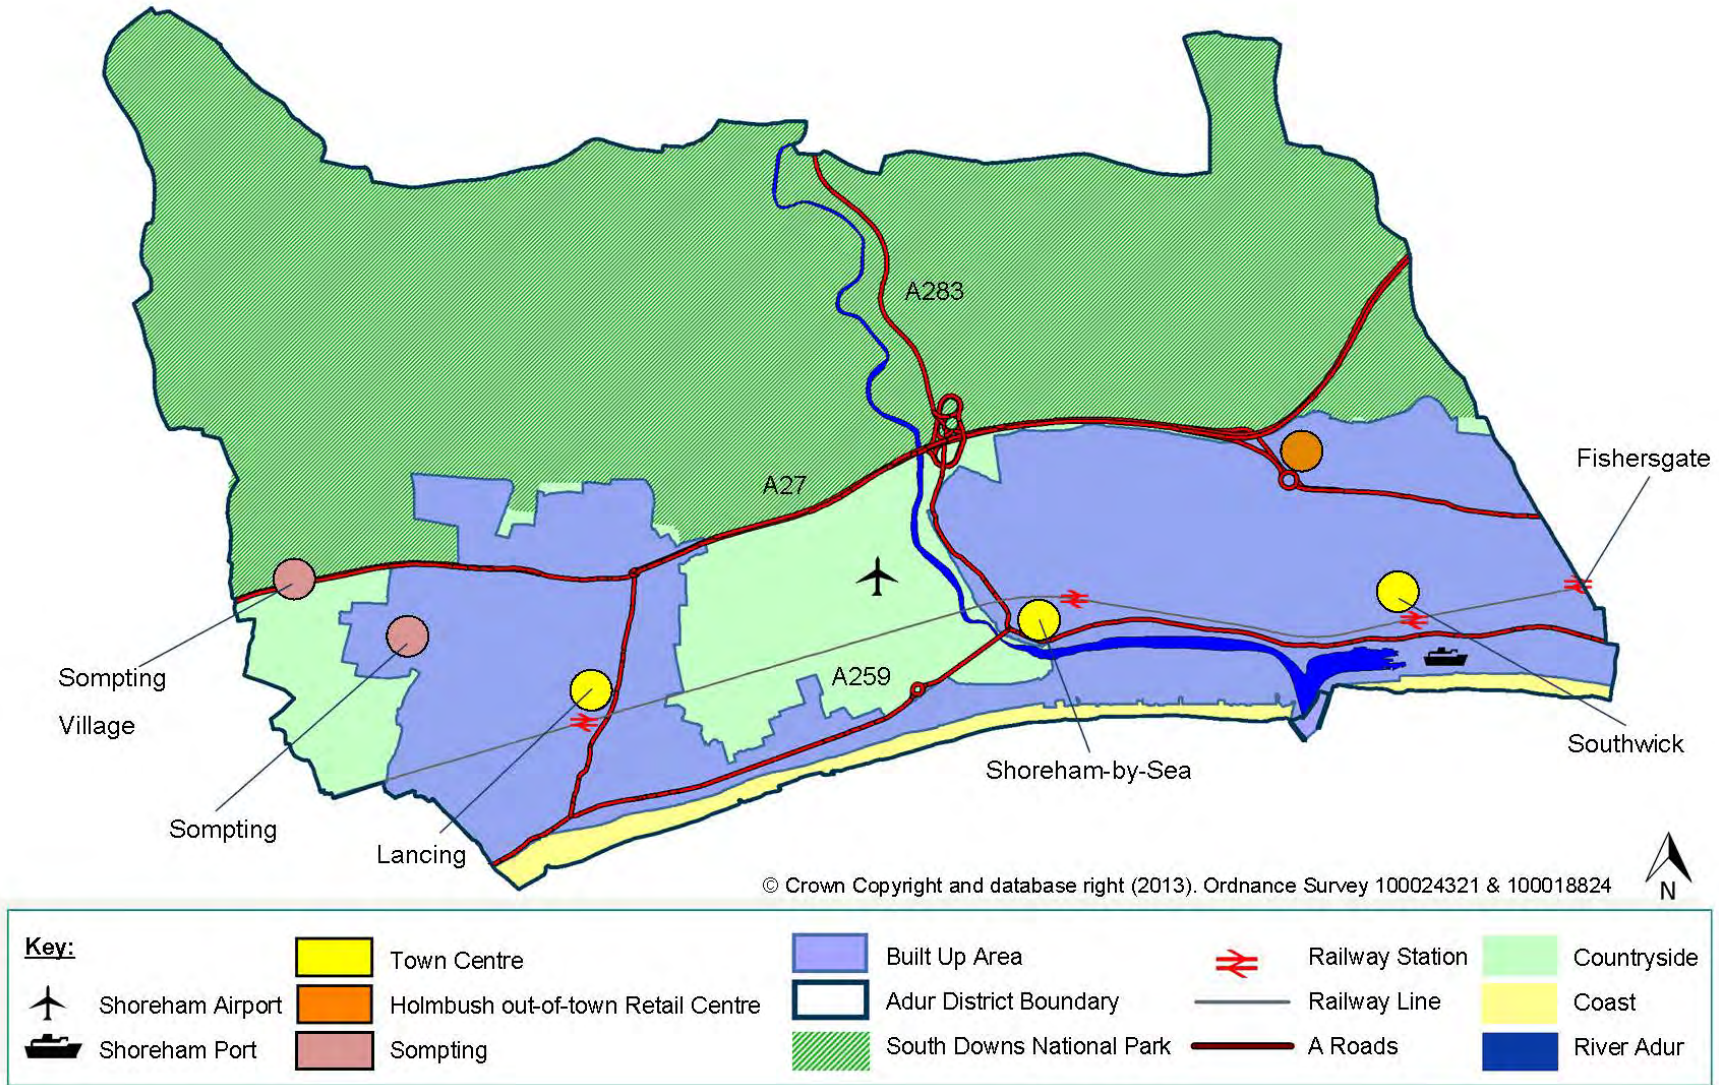 A283
A27
Fishersgate
Sompting
Village
A259
Southwick
Shoreham-by-Sea
Sompting
Lancing
© Crown Copyright and database right (2013). Ordnance Survey 100024321 & 100018824
N
Key:
Shoreham Airport
Shoreham Port
Town Centre
Holmbush out-of-town Retail Centre
Sompting
Built Up Area
Adur District Boundary
South Downs National Park
Railway Station
Railway Line
A Roads
Countryside
Coast
River Adur